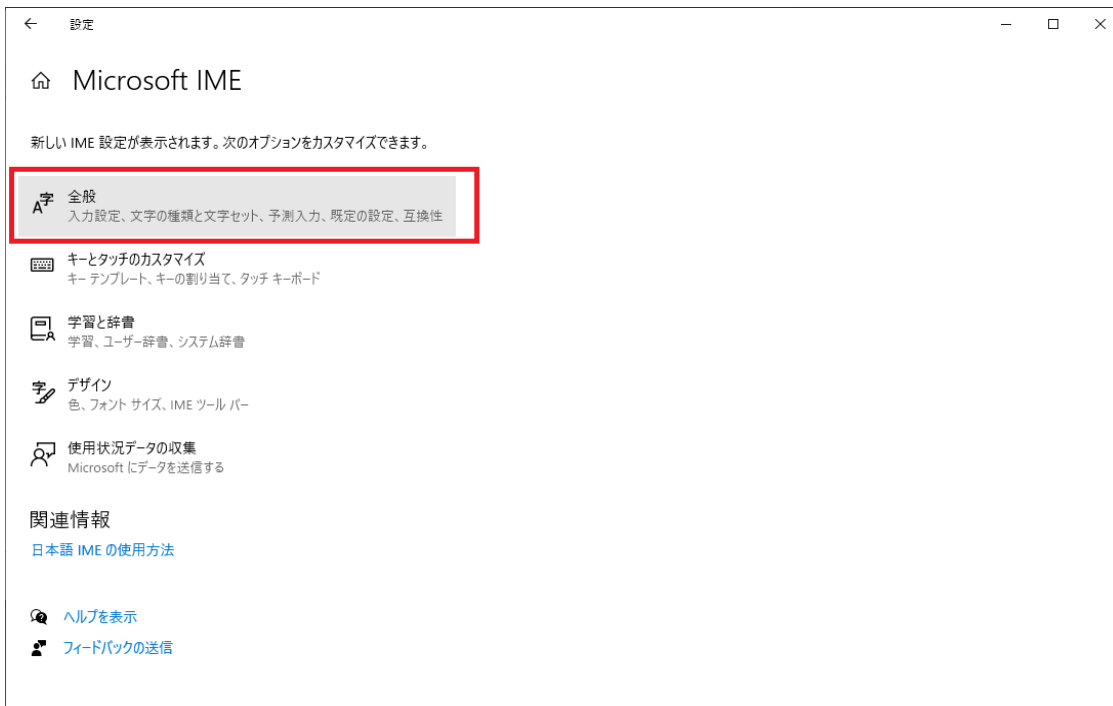 設定
Microsoft IME
新しい IME 設定が表示されます。次のオプションをカスタマイズできます。
全般
入力設定、文字の種類と文字セット、予測入力、既定の設定、互換性
キーとタッチのカスタマイズ
キー テンプレート、キーの割り当て、タッチ キーボード
学習と辞書
学習、ユーザー辞書、システム辞書
デザイン
色、フォント サイズ、IME ツール バー
使用状況データの収集
Microsoft にデータを送信する
関連情報
日本語 IME の使用方法
ヘルプを表示
フィードバックの送信